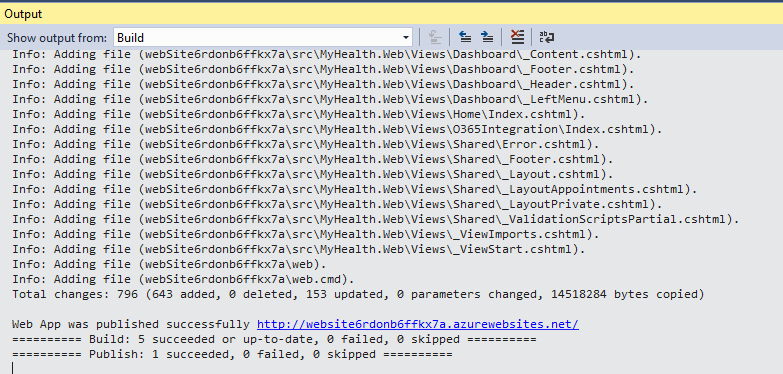 Output
Show output from: Build
Info: Adding file (webSite6rdonb6ffkx7a\src\MyHealth.Web\Views\Dashboard\_Content.cshtml).
Info: Adding file (webSite6rdonb6ffkx7a\src\MyHealth.Web\Views\Dashboard\_Footer.cshtml).
Info: Adding file (webSite6rdonb6ffkx7a\src\MyHealth.Web\Views\Dashboard\_Header.cshtml).
Info: Adding file (webSite6rdonb6ffkx7a\src\MyHealth.Web\Views\Dashboard\_LeftMenu.cshtml).
Info: Adding file (webSite6rdonb6ffkx7a\src\MyHealth.Web\Views\Home\Index.cshtml).
Info: Adding file (webSite6rdonb6ffkx7a\src\MyHealth.Web\Views\O365Integration\Index.cshtml).
Info: Adding file (webSite6rdonb6ffkx7a\src\MyHealth.Web\Views\Shared\Error.cshtml).
Info: Adding file (webSite6rdonb6ffkx7a\src\MyHealth.Web\Views\Shared\_Footer.cshtml).
Info: Adding file (webSite6rdonb6ffkx7a\src\MyHealth.Web\Views\Shared\_Layout.cshtml).
Info: Adding file (webSite6rdonb6ffkx7a\src\MyHealth.Web\Views\Shared\_LayoutAppointments.cshtml).
Info: Adding file (webSite6rdonb6ffkx7a\src\MyHealth.Web\Views\Shared\_LayoutPrivate.cshtml).
Info: Adding file (webSite6rdonb6ffkx7a\src\MyHealth.Web\Views\Shared\_ValidationScriptsPartial.cshtml).
Info: Adding file (webSite6rdonb6ffkx7a\src\MyHealth.Web\Views\_ViewImports.cshtml).
Info: Adding file (webSite6rdonb6ffkx7a\src\MyHealth.Web\Views\_ViewStart.cshtml).
Info: Adding file (webSite6rdonb6ffkx7a\web).
Info: Adding file (webSite6rdonb6ffkx7a\web.cmd).
Total changes: 796 (643 added, 0 deleted, 153 updated, 0 parameters changed, 14518284 bytes copied)
Web App was published successfully http://website6rdonb6ffkx7a.azurewebsites.net/
========== Build: 5 succeeded or up-to-date, 0 failed, 0 skipped ==========
========== Publish: 1 succeeded, 0 failed, 0 skipped ==========